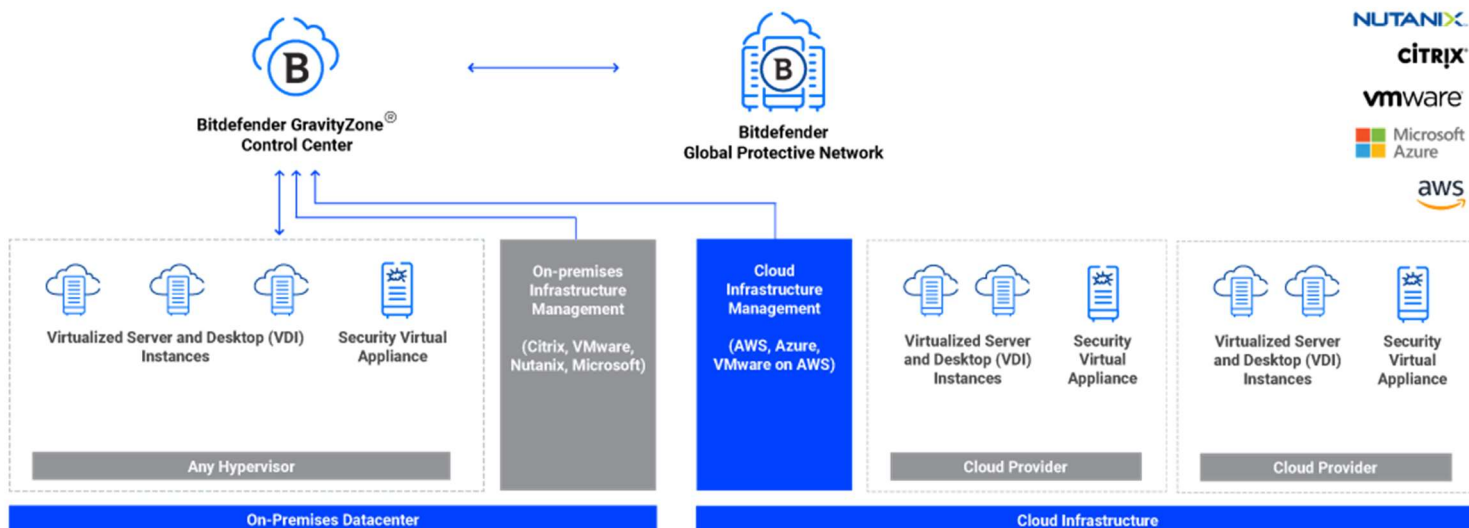 NUTANIX
CITRIX
vmware
Microsoft
Azure
aws
B
Bitdefender GravityZone®
Control Center
B
Bitdefender
Global Protective Network
Virtualized Server and Desktop (VDI)
Instances
Security Virtual
Appliance
Any Hypervisor
On-premises
Infrastructure
Management
(Citrix, VMware,
Nutanix, Microsoft)
On-Premises Datacenter
Cloud
Infrastructure
Management
(AWS, Azure,
VMware on AWS)
Virtualized Server
and Desktop (VDI)
Instances
Security
Virtual
Appliance
Cloud Provider
Virtualized Server
and Desktop (VDI)
Instances
Security
Virtual
Appliance
Cloud Provider
Cloud Infrastructure